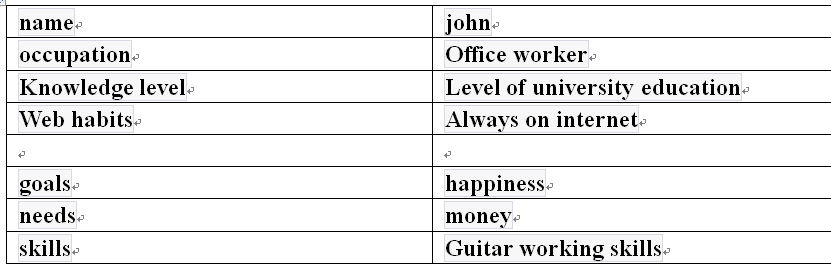 name john
occupation Office worker
Knowledge level Level of university education
Web habits Always on internet
goals happiness
needs money
skills Guitar working skills